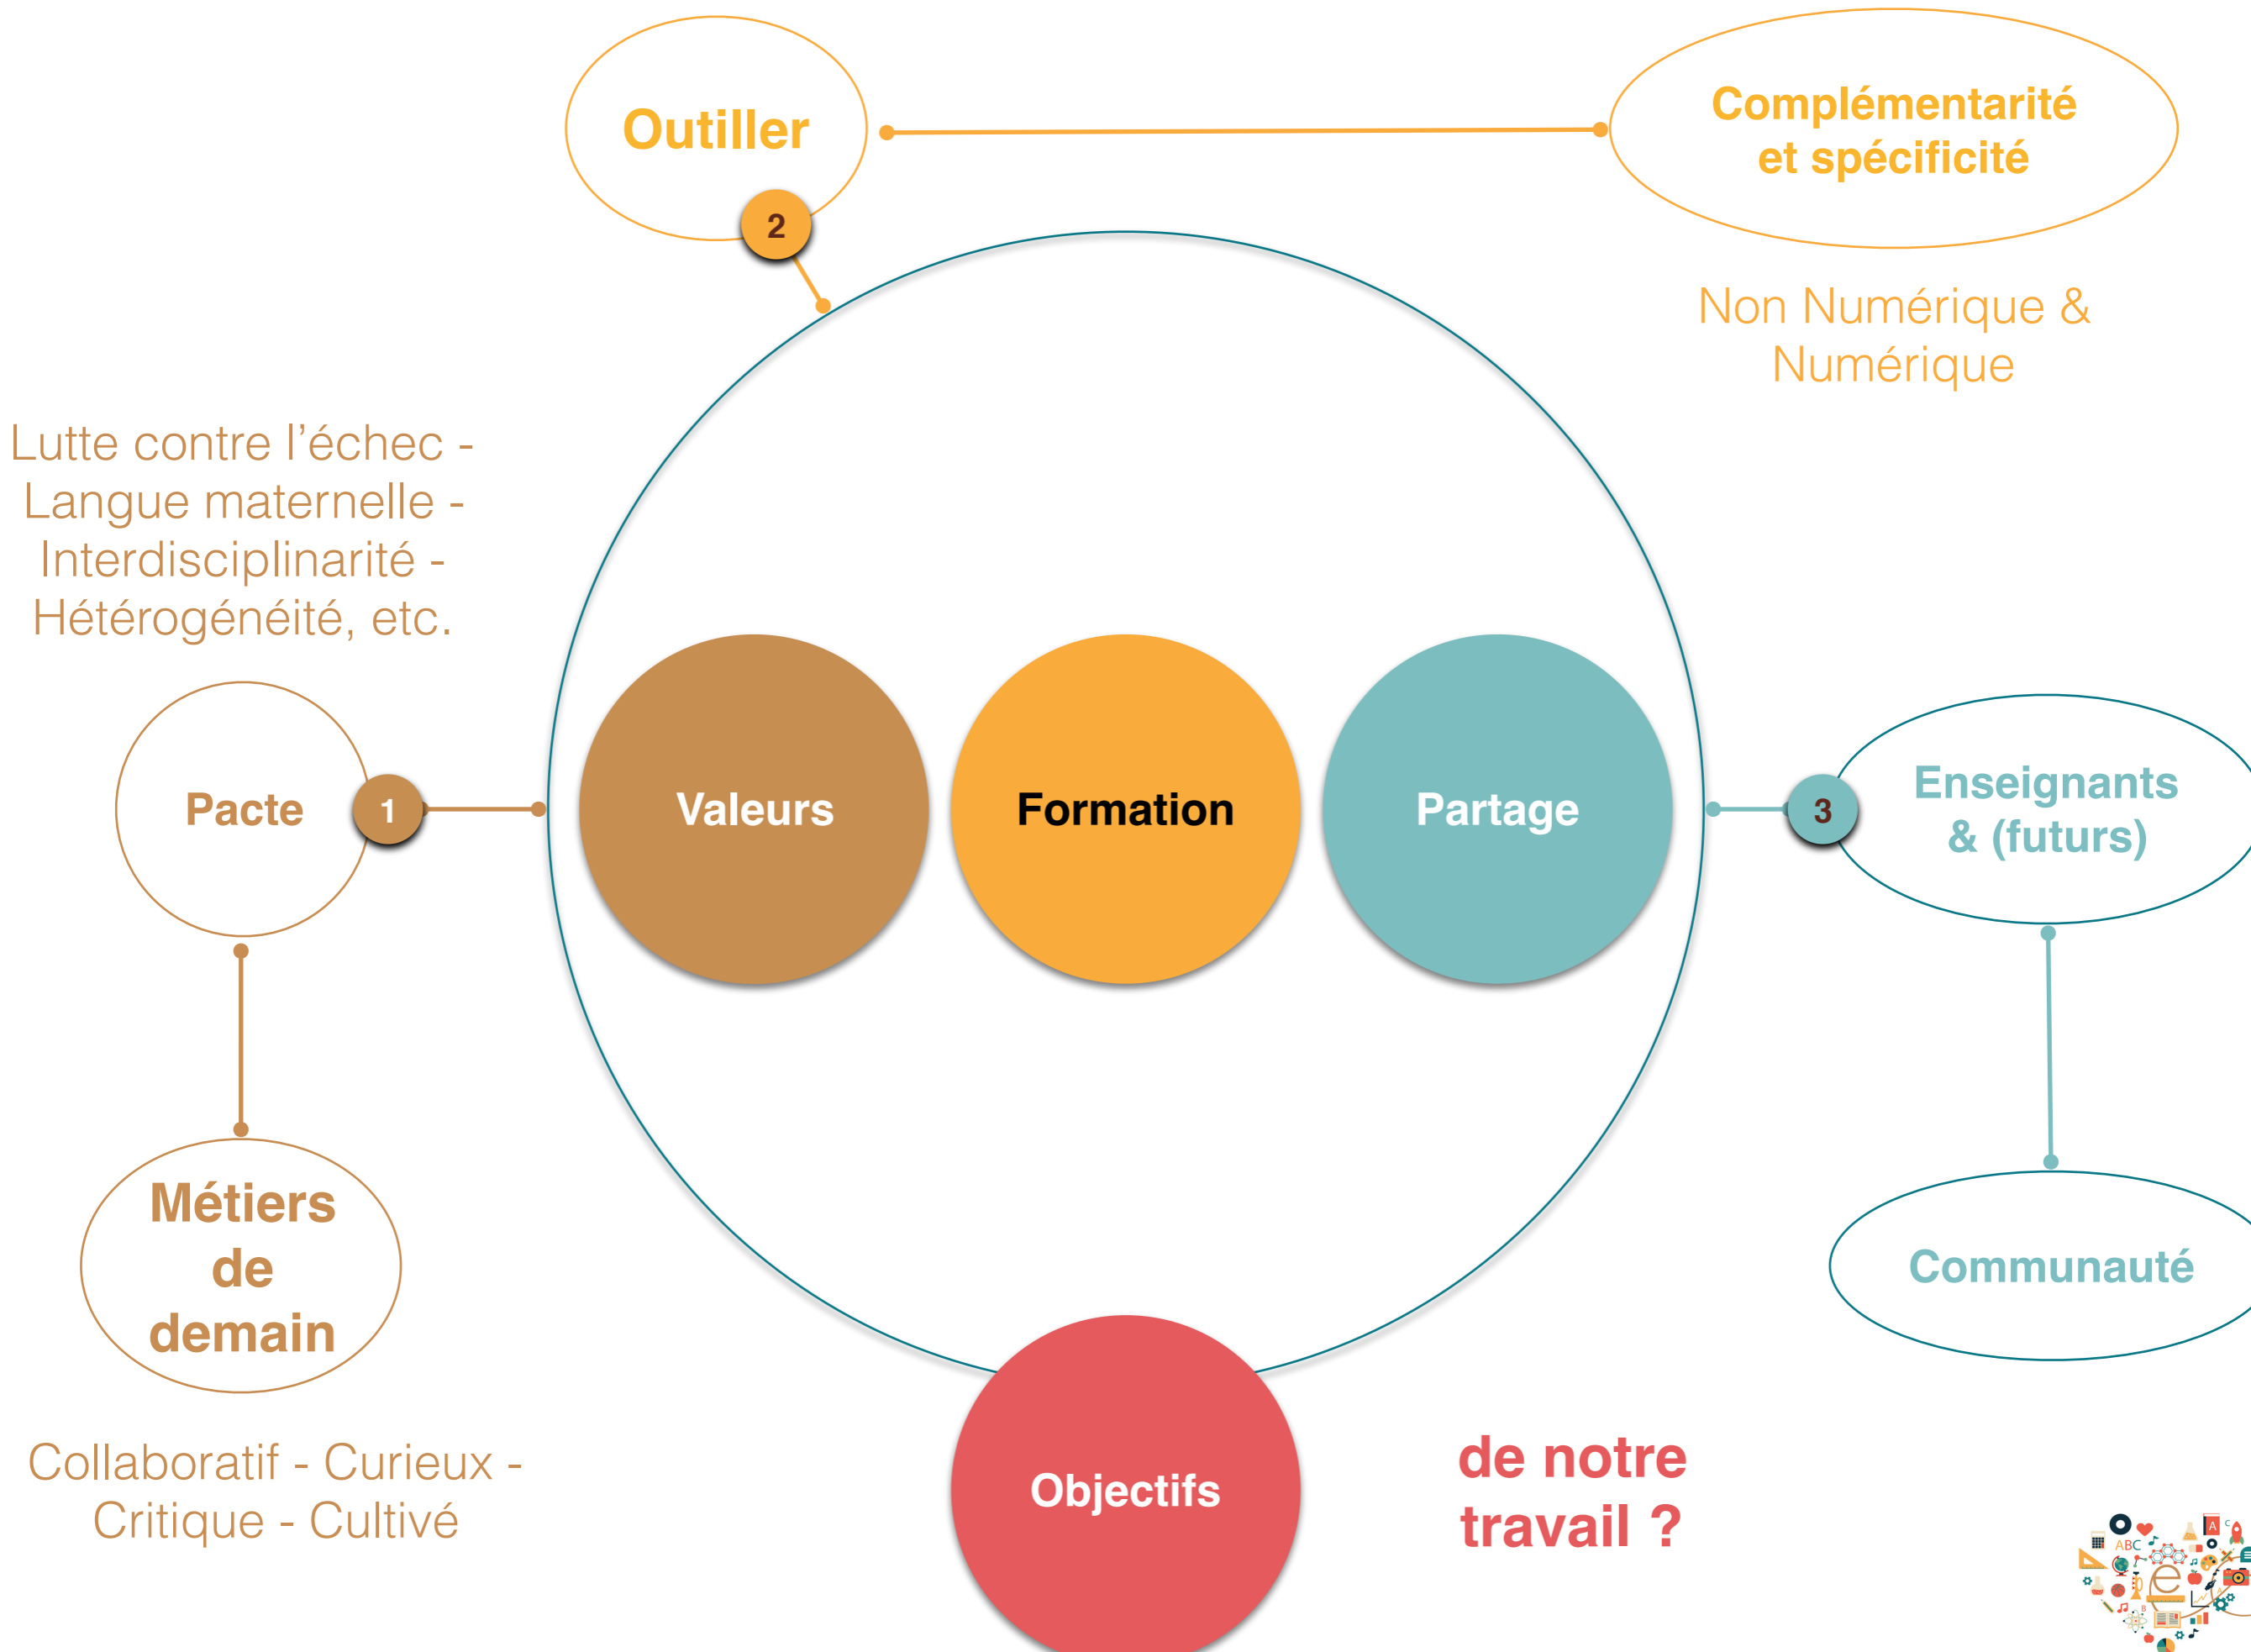 Outiller
Complémentarité
et spécificité
2
Non Numérique &
Numérique
Lutte contre l’échec -
Langue maternelle -
Interdisciplinarité -
Hétérogénéité, etc.
Pacte
1
Valeurs
Formation
Partage
3
Enseignants
& (futurs)
Métiers
de
demain
Communauté
Collaboratif - Curieux -
Critique - Cultivé
Objectifs
de notre
travail ?
A
C
ABC
e
A
B